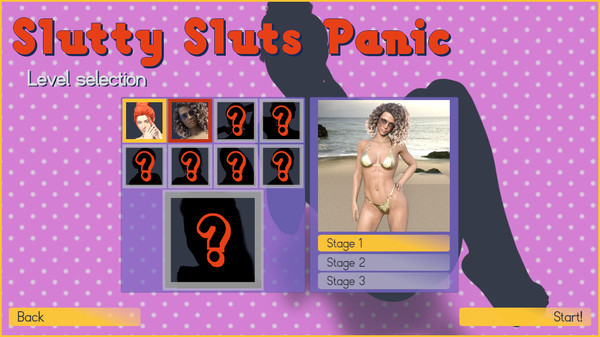 Slutty Sluts Panic
Level selection
?
?
?
?
?
?
?
Stage 1
Stage 2
Stage 3
Back
Start!